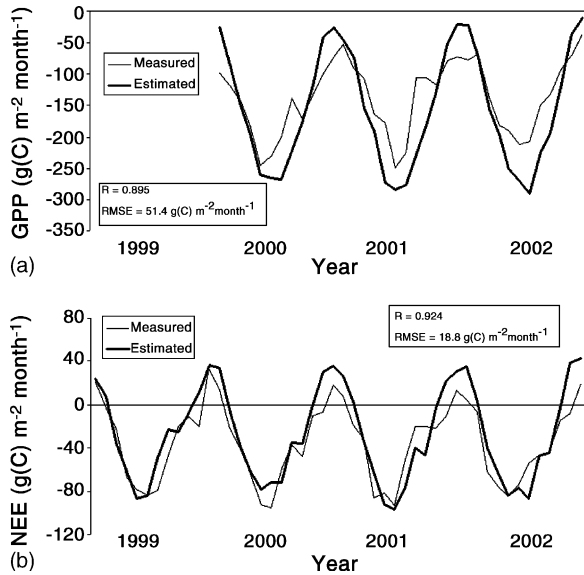 0
-50
-100
-150
-200
-250
-300
-350
GPP (g(C) m⁻² month⁻¹)
Measured
Estimated
R = 0.895
RMSE = 51.4 g(C) m⁻²month⁻¹
1999 2000 2001 2002
Year
(a)
80
40
0
-40
-80
-120
NEE (g(C) m⁻² month⁻¹)
Measured
Estimated
R = 0.924
RMSE = 18.8 g(C) m⁻²month⁻¹
1999 2000 2001 2002
Year
(b)